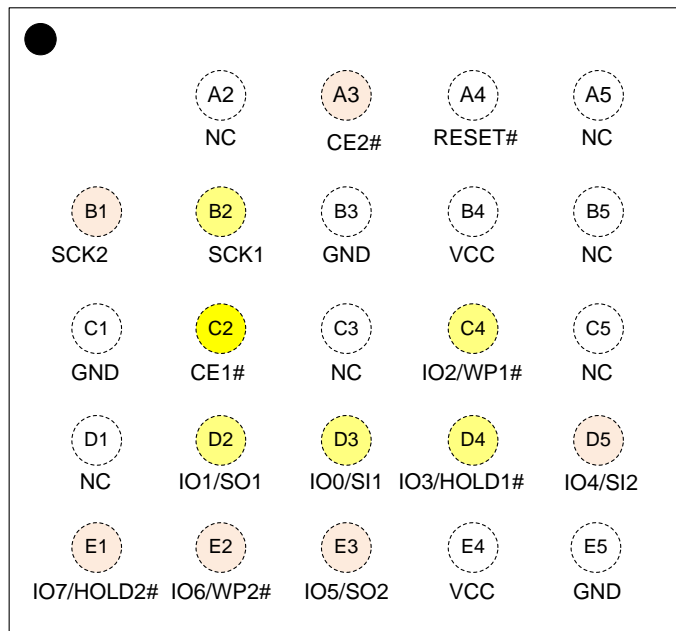 A2 A3 A4 A5
NC CE2# RESET# NC
B1 B2 B3 B4 B5
SCK2 SCK1 GND VCC NC
C1 C2 C3 C4 C5
GND CE1# NC IO2/WP1# NC
D1 D2 D3 D4 D5
NC IO1/SO1 IO0/SI1 IO3/HOLD1# IO4/SI2
E1 E2 E3 E4 E5
IO7/HOLD2# IO6/WP2# IO5/SO2 VCC GND